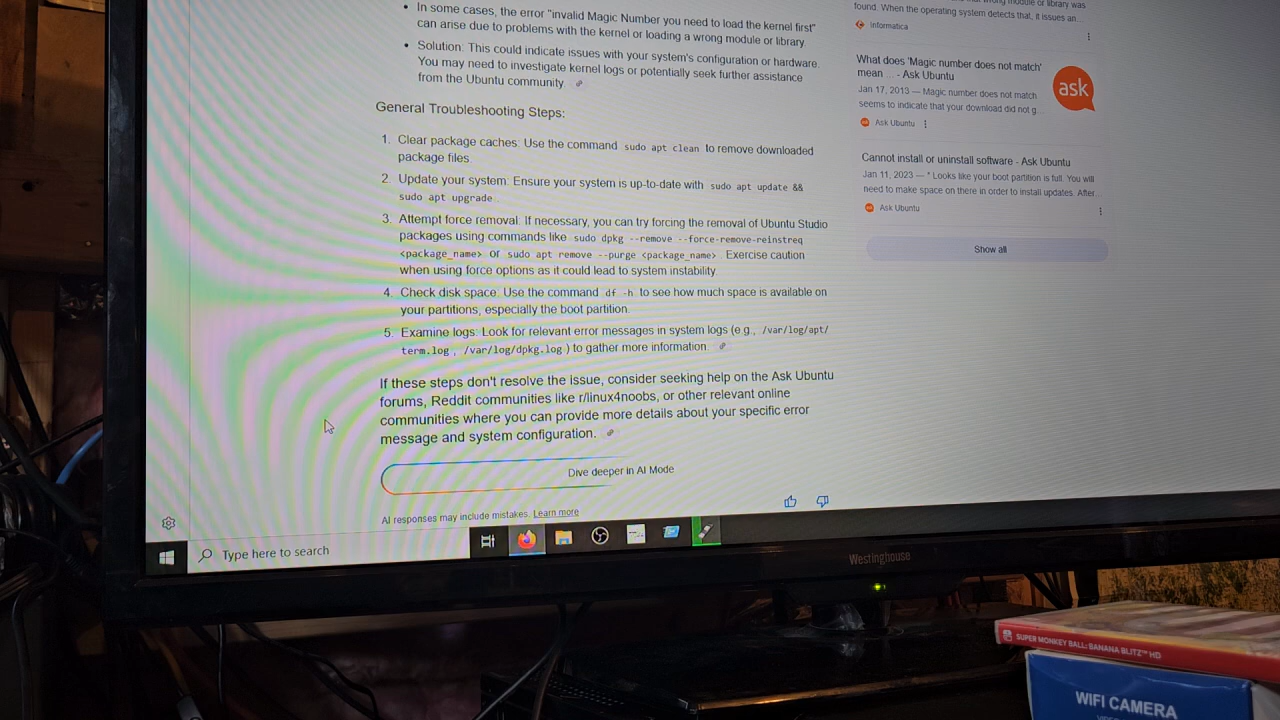 In some cases, the error "invalid Magic Number you need to load the kernel first"
can arise due to problems with the kernel or loading a wrong module or library.
Solution: This could indicate issues with your system's configuration or hardware.
You may need to investigate kernel logs or potentially seek further assistance
from the Ubuntu community.
General Troubleshooting Steps:
1. Clear package caches: Use the command sudo apt clean to remove downloaded
package files.
2. Update your system: Ensure your system is up-to-date with sudo apt update &&
sudo apt upgrade.
3. Attempt force removal: If necessary, you can try forcing the removal of Ubuntu Studio
packages using commands like sudo dpkg --remove --force-remove-reinstreq
<package_name> or sudo apt remove --purge <package_name>. Exercise caution
when using force options as it could lead to system instability.
4. Check disk space: Use the command df -h to see how much space is available on
your partitions, especially the boot partition.
5. Examine logs: Look for relevant error messages in system logs (e.g., /var/log/apt/
term.log, /var/log/dpkg.log) to gather more information.
If these steps don't resolve the issue, consider seeking help on the Ask Ubuntu
forums, Reddit communities like r/linux4noobs, or other relevant online
communities where you can provide more details about your specific error
message and system configuration.
Dive deeper in AI Mode
AI responses may include mistakes. Learn more
wrong module or library was
found. When the operating system detects that, it issues an...
Informatica
What does 'Magic number does not match'
mean ... - Ask Ubuntu
Jan 17, 2013 — Magic number does not match
seems to indicate that your download did not g...
ask
Ask Ubuntu
Cannot install or uninstall software - Ask Ubuntu
Jan 11, 2023 — * Looks like your boot partition is full. You will
need to make space on there in order to install updates. After...
Ask Ubuntu
Show all
Type here to search
Westinghouse
SUPER MONKEY BALL: BANANA BLITZ™ HD
WIFI CAMERA